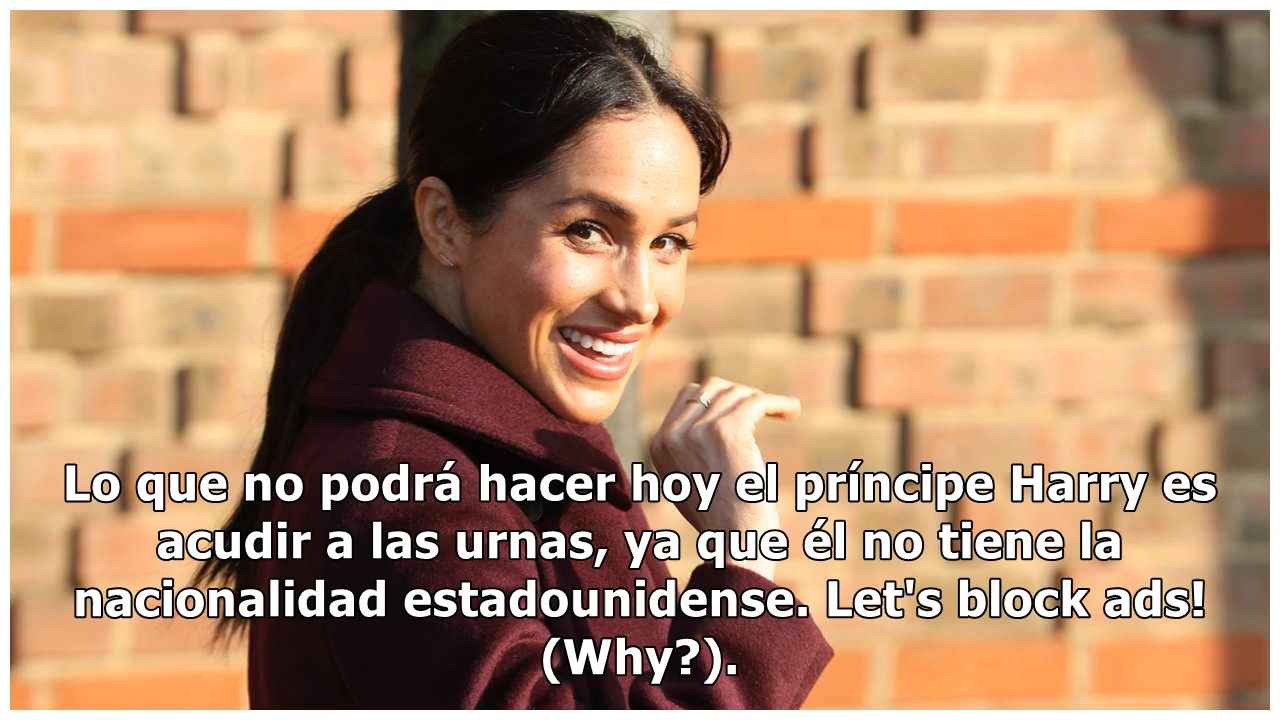 Lo que no podrá hacer hoy el príncipe Harry es
acudir a las urnas, ya que él no tiene la
nacionalidad estadounidense. Let's block ads!
(Why?).